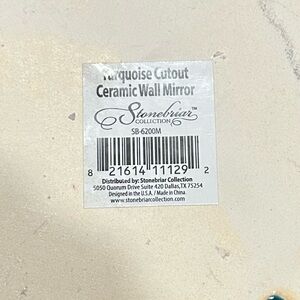 Turquoise Cutout
Ceramic Wall Mirror
Stonebriar™
COLLECTION
SB-6200M
8 21614 11129 2
Distributed by: Stonebriar Collection
5050 Quorum Drive Suite 420 Dallas,TX 75254
Designed in the U.S.A. / Made in China
www.stonebriarcollection.com